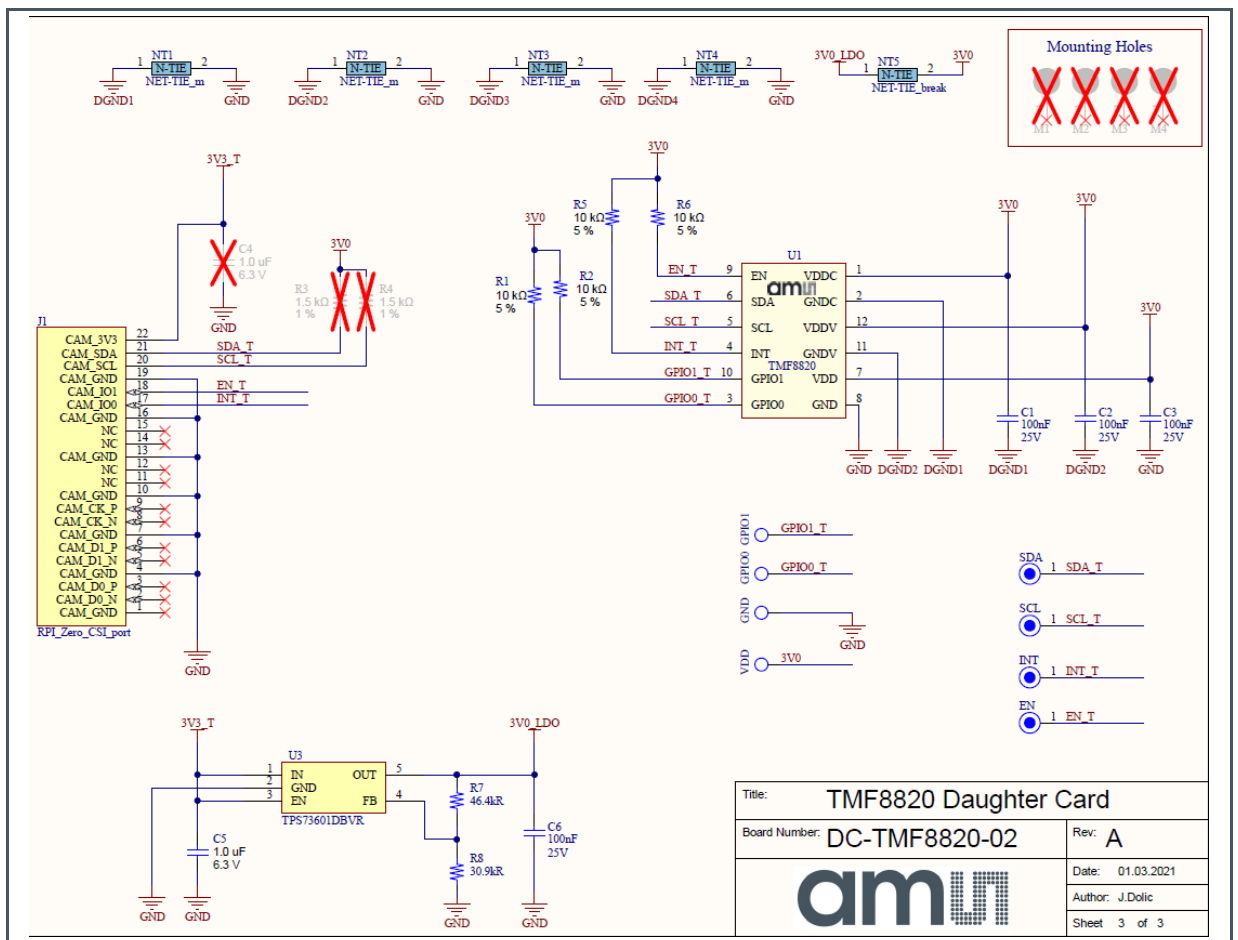 NT1
1 N-TIE 2
NET-TIE_m
DGND1 GND
NT2
1 N-TIE 2
NET-TIE_m
DGND2 GND
NT3
1 N-TIE 2
NET-TIE_m
DGND3 GND
NT4
1 N-TIE 2
NET-TIE_m
DGND4 GND
3V0_LDO 3V0
NT5
1 N-TIE 2
NET-TIE_break
Mounting Holes
M1 M2 M3 M4
3V3_T
C4
1.0 uF
6.3 V
GND
3V0
R3
1.5 kΩ
1 %
R4
1.5 kΩ
1 %
J1
CAM_3V3 22
CAM_SDA 21 SDA_T
CAM_SCL 20 SCL_T
CAM_GND 19
CAM_IO1 18 EN_T
CAM_IO0 17 INT_T
CAM_GND 16
NC 15
NC 14
CAM_GND 13
NC 12
NC 11
CAM_GND 10
CAM_CK_P 9
CAM_CK_N 8
CAM_GND 7
CAM_D1_P 6
CAM_D1_N 5
CAM_GND 4
CAM_D0_P 3
CAM_D0_N 2
CAM_GND 1
RPI_Zero_CSI_port
GND
3V0
R5
10 kΩ
5 %
R6
10 kΩ
5 %
3V0
R1
10 kΩ
5 %
R2
10 kΩ
5 %
U1
EN_T 9 EN VDDC 1
amu
SDA_T 6 SDA GNDC 2
SCL_T 5 SCL VDDV 12
INT_T 4 INT GNDV 11
TMF8820
GPIO1_T 10 GPIO1 VDD 7
GPIO0_T 3 GPIO0 GND 8
GND DGND2 DGND1
3V0
C1
100nF
25V
DGND1
3V0
C2
100nF
25V
DGND2
3V0
C3
100nF
25V
GND
GPIO1 GPIO1_T
GPIO0 GPIO0_T
GND
GND
VDD 3V0
SDA
1 SDA_T
SCL
1 SCL_T
INT
1 INT_T
EN
1 EN_T
3V3_T
U3
1 IN OUT 5
2 GND
3 EN FB 4
TPS73601DBVR
C5
1.0 uF
6.3 V
GND GND
3V0_LDO
R7
46.4kR
R8
30.9kR
C6
100nF
25V
GND GND
Title: TMF8820 Daughter Card
Board Number: DC-TMF8820-02
Rev: A
amu
Date: 01.03.2021
Author: J.Dolic
Sheet 3 of 3